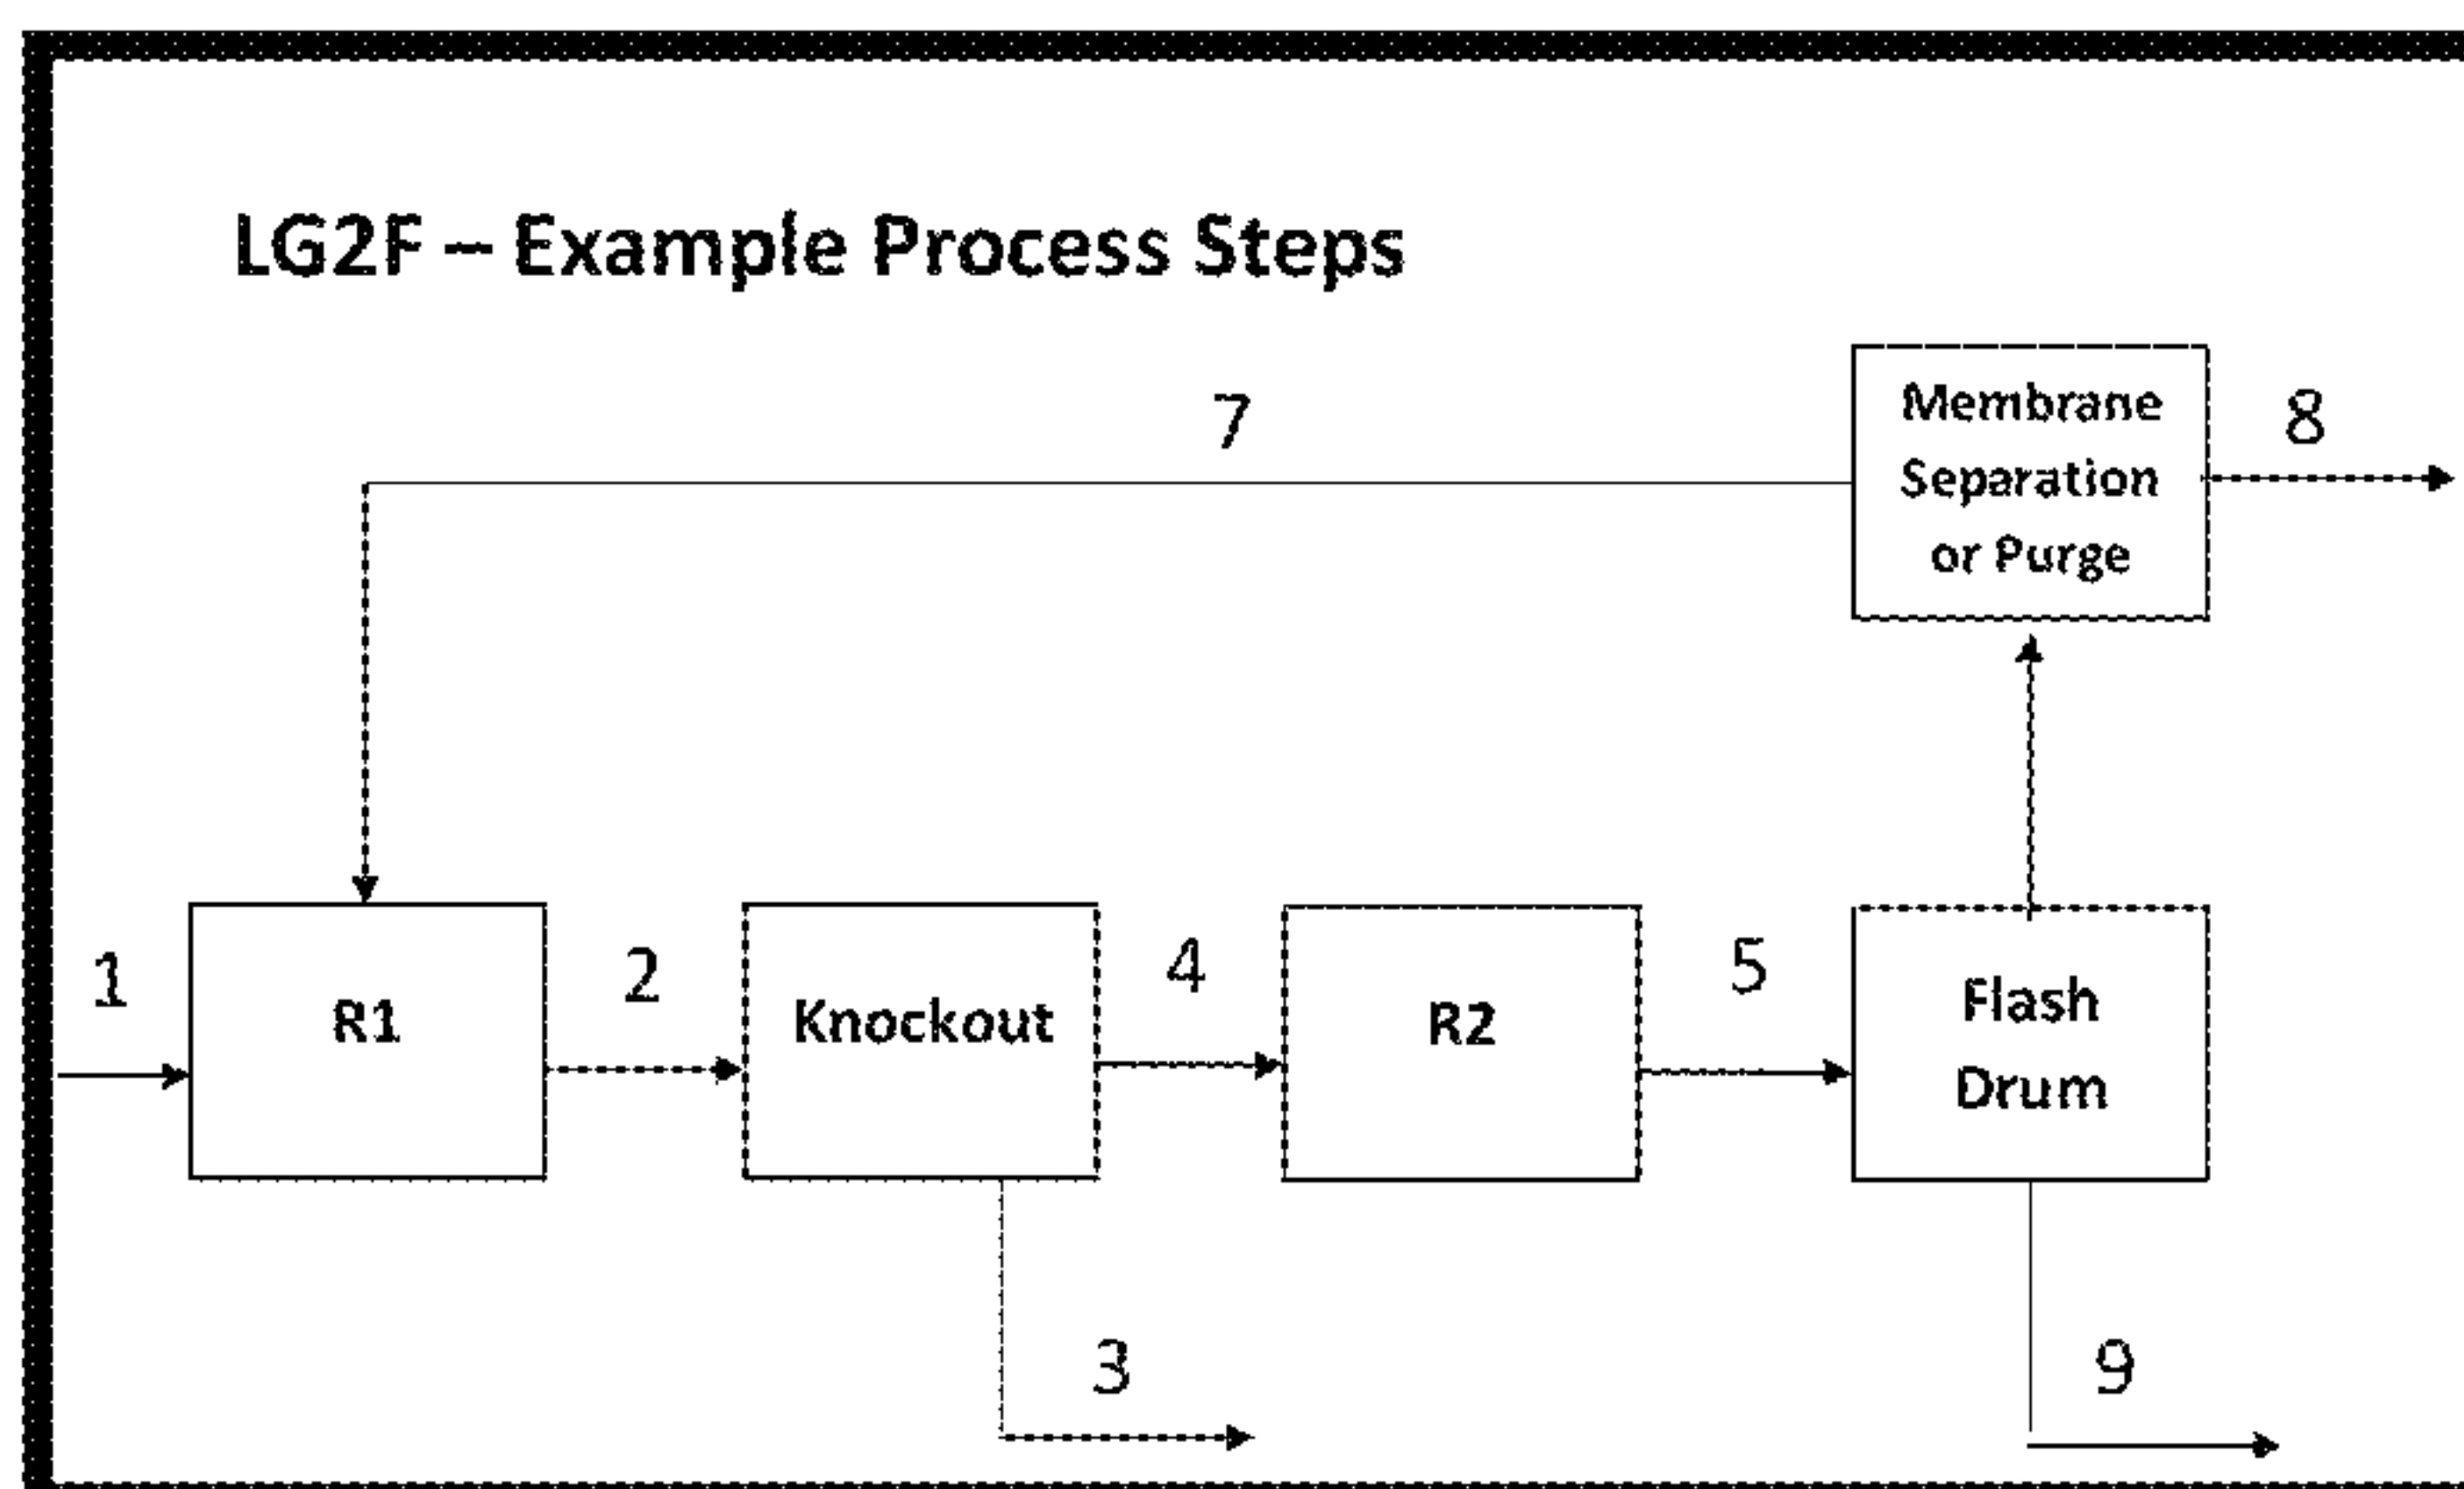 LG2F – Example Process Steps
7
Membrane
Separation
or Purge
8
1
R1
2
Knockout
4
R2
5
Flash
Drum
3
9